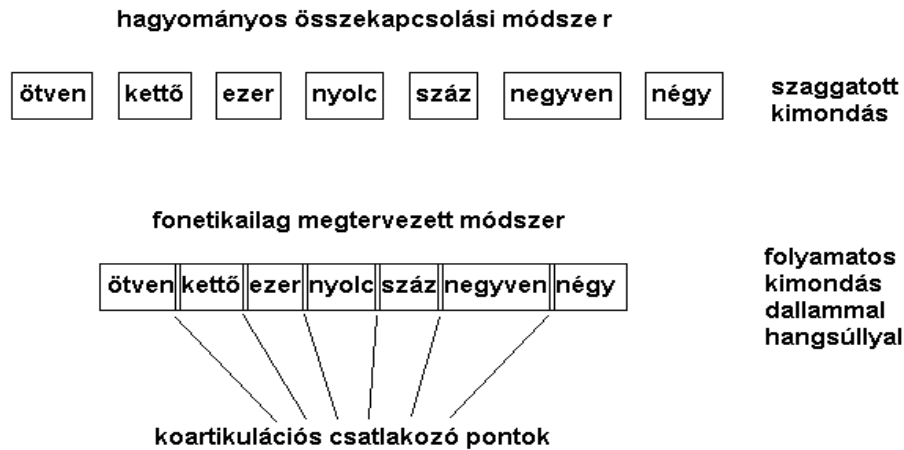 hagyományos összekapcsolási módszer
ötven kettő ezer nyolc száz negyven négy
szaggatott
kimondás
fonetikailag megtervezett módszer
ötven kettő ezer nyolc száz negyven négy
folyamatos
kimondás
dallammal
hangsúllyal
koartikulációs csatlakozó pontok